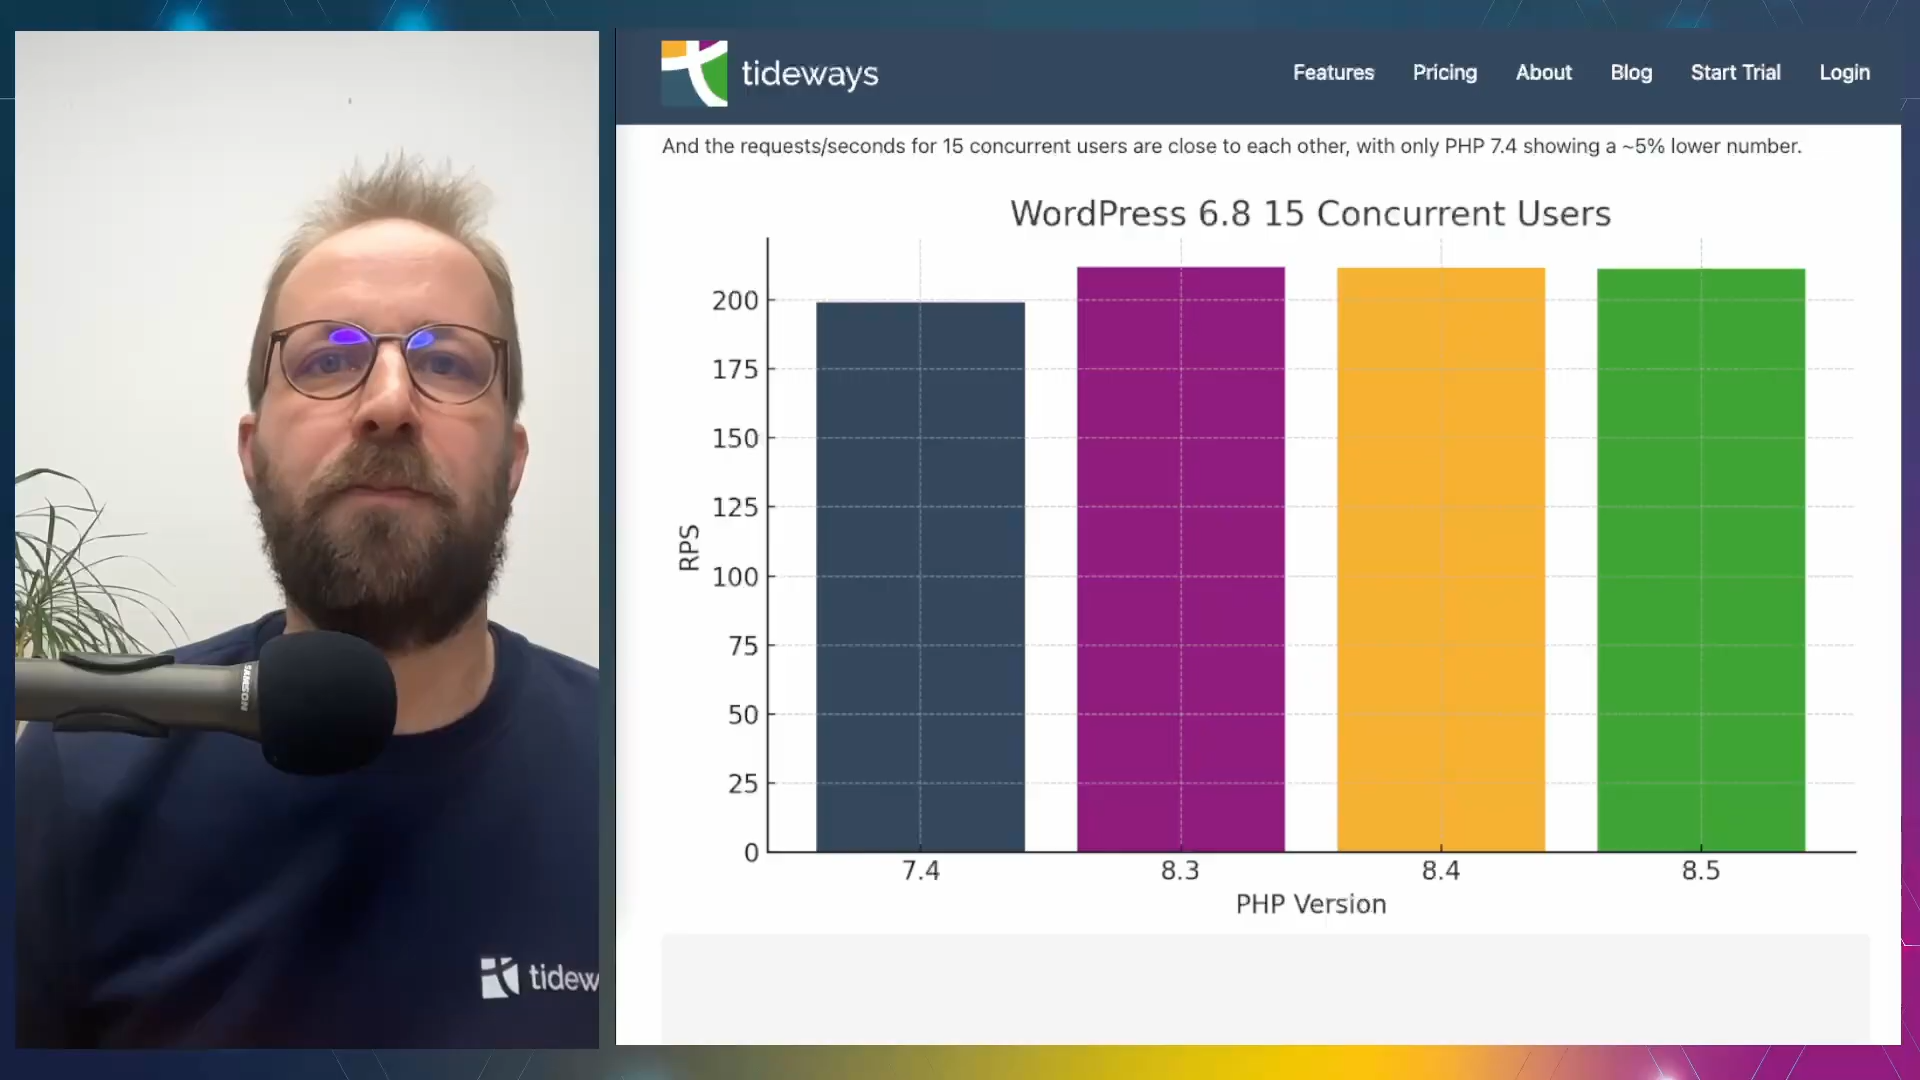 SAMSON
tidew
tideways
Features Pricing About Blog Start Trial Login
And the requests/seconds for 15 concurrent users are close to each other, with only PHP 7.4 showing a ~5% lower number.
WordPress 6.8 15 Concurrent Users
200
175
150
125
100
75
50
25
0
RPS
7.4 8.3 8.4 8.5
PHP Version